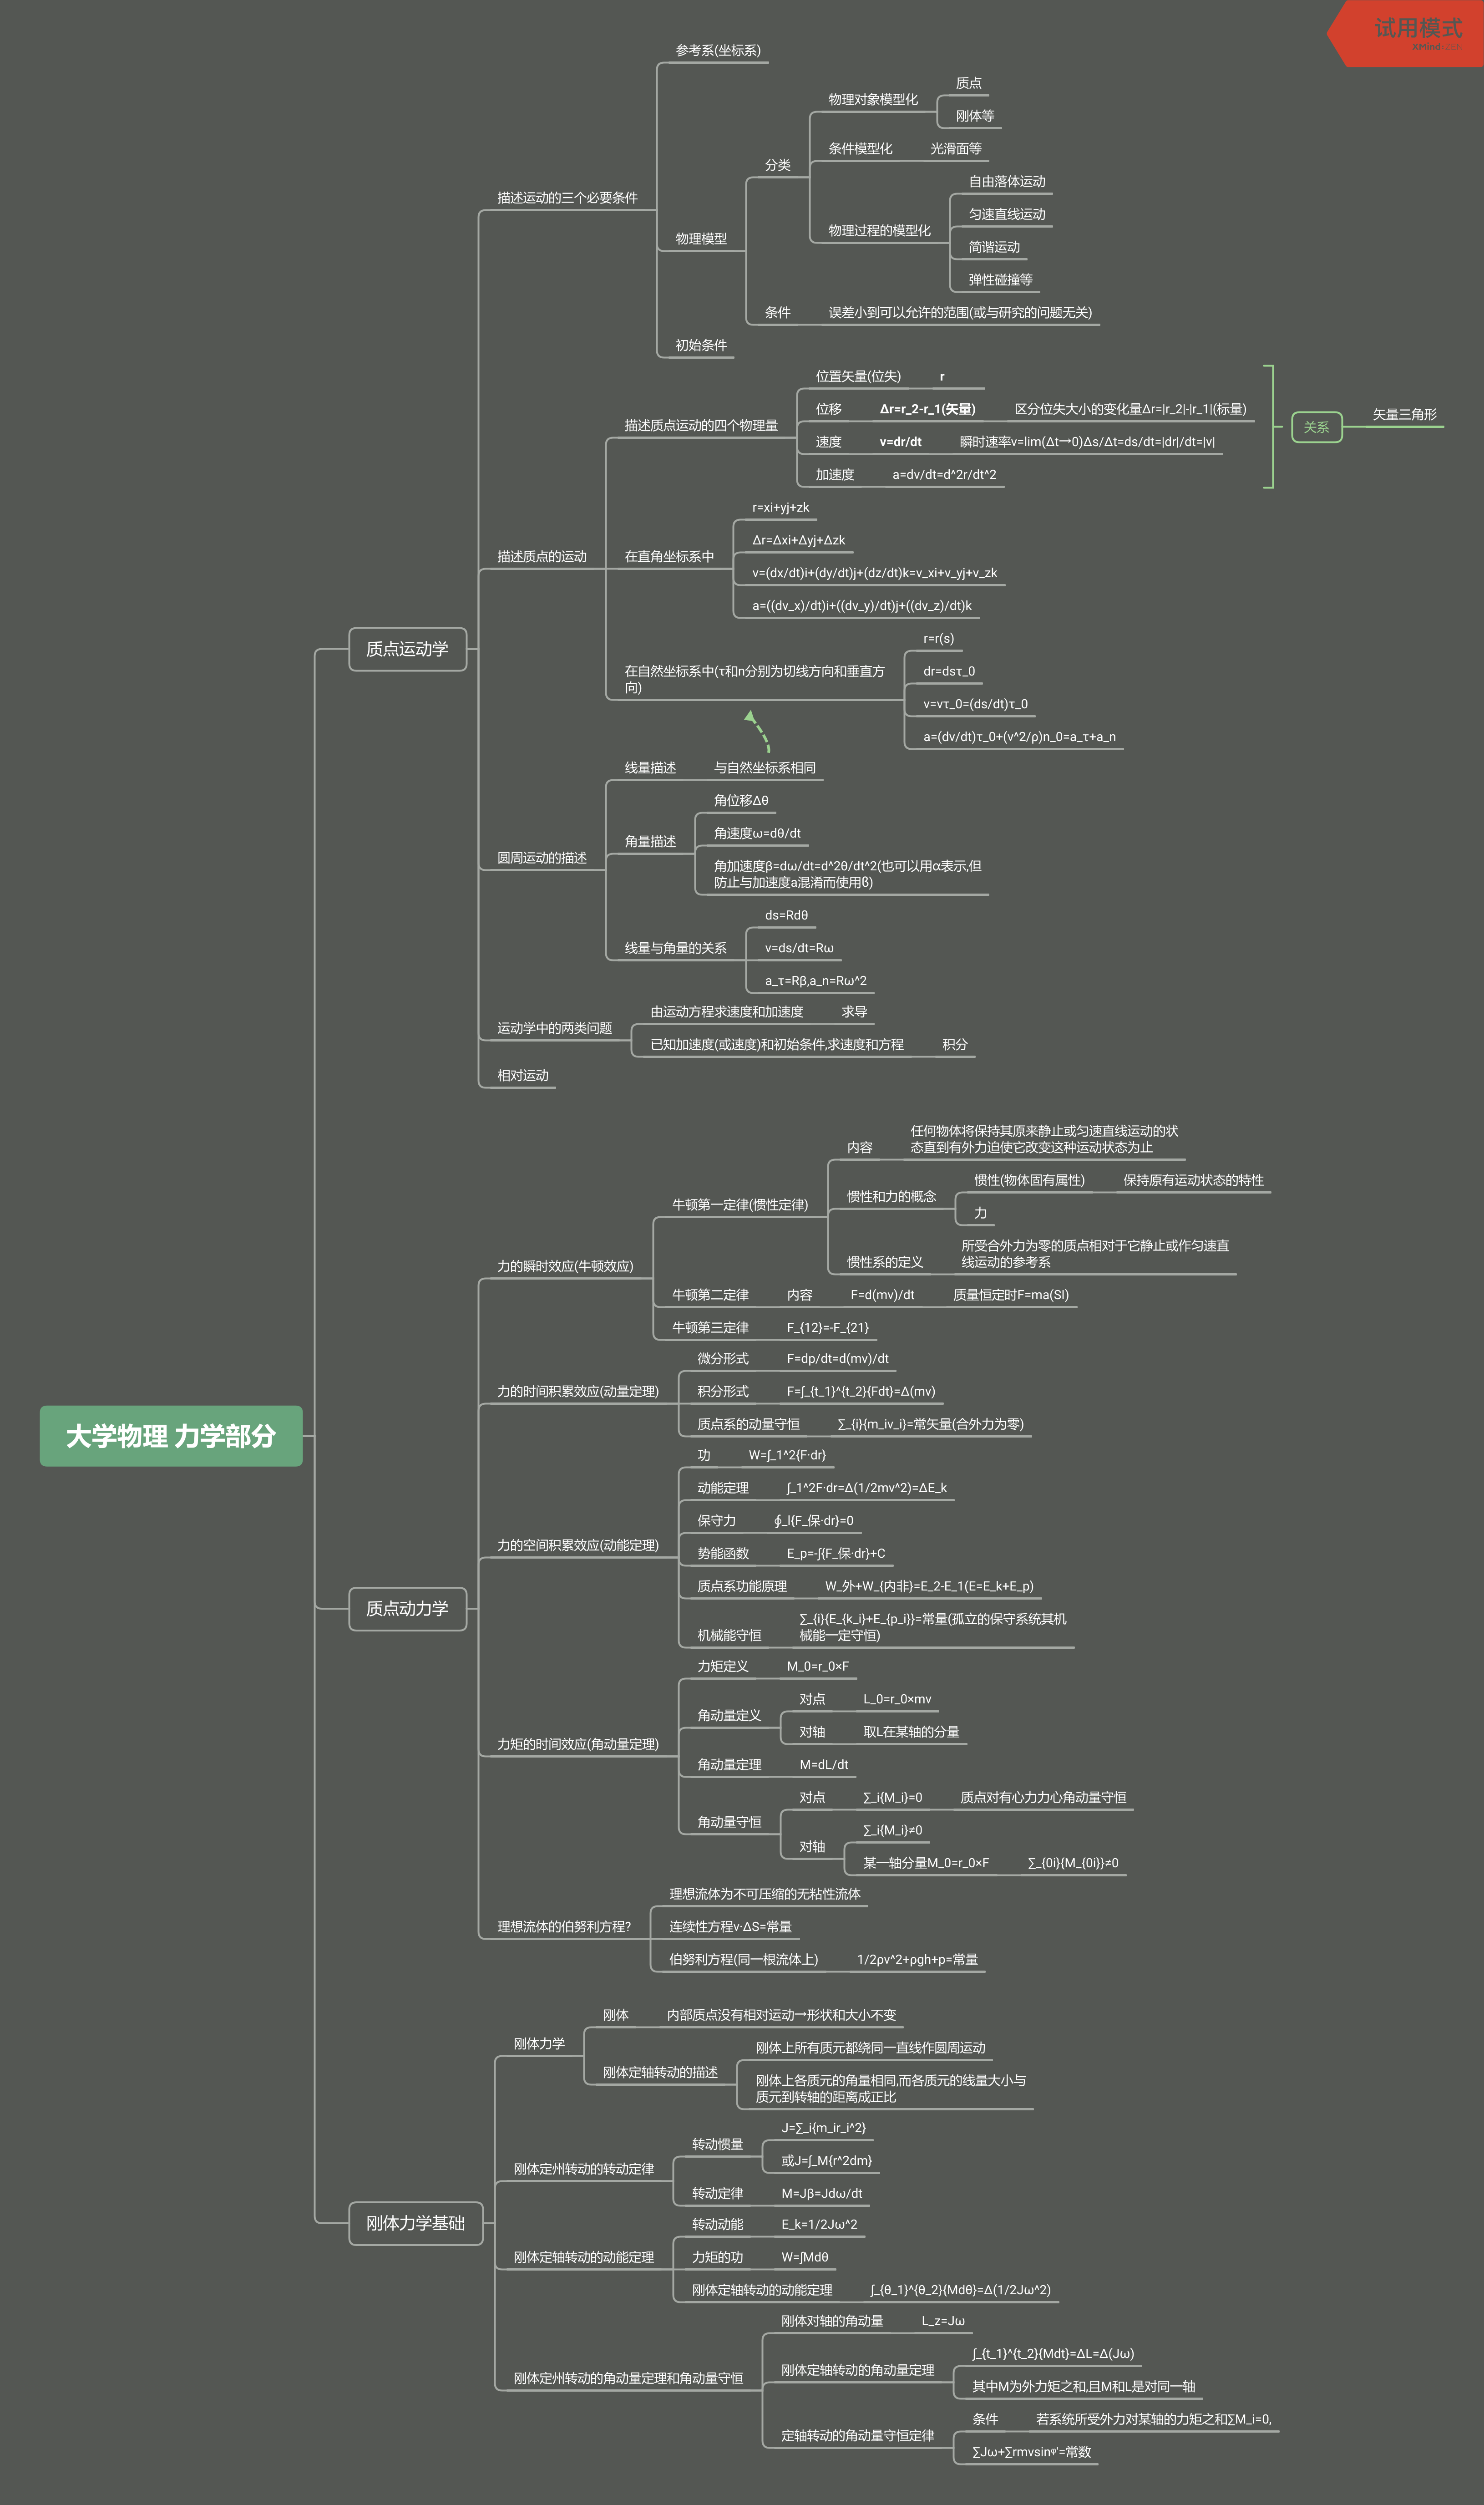 试用模式
XMind:ZEN
大学物理 力学部分
质点运动学
描述运动的三个必要条件
参考系(坐标系)
物理模型
分类
物理对象模型化
质点
刚体等
条件模型化
光滑面等
物理过程的模型化
自由落体运动
匀速直线运动
简谐运动
弹性碰撞等
条件
误差小到可以允许的范围(或与研究的问题无关)
初始条件
描述质点的运动
描述质点运动的四个物理量
位置矢量(位失)
r
位移
Δr=r_2-r_1(矢量)
区分位失大小的变化量Δr=|r_2|-|r_1|(标量)
速度
v=dr/dt
瞬时速率v=lim(Δt→0)Δs/Δt=ds/dt=|dr|/dt=|v|
加速度
a=dv/dt=d^2r/dt^2
关系
矢量三角形
在直角坐标系中
r=xi+yj+zk
Δr=Δxi+Δyj+Δzk
v=(dx/dt)i+(dy/dt)j+(dz/dt)k=v_xi+v_yj+v_zk
a=((dv_x)/dt)i+((dv_y)/dt)j+((dv_z)/dt)k
在自然坐标系中(τ和n分别为切线方向和垂直方
向)
r=r(s)
dr=dsτ_0
v=vτ_0=(ds/dt)τ_0
a=(dv/dt)τ_0+(v^2/ρ)n_0=a_τ+a_n
圆周运动的描述
线量描述
与自然坐标系相同
角量描述
角位移Δθ
角速度ω=dθ/dt
角加速度β=dω/dt=d^2θ/dt^2(也可以用α表示,但
防止与加速度a混淆而使用β)
线量与角量的关系
ds=Rdθ
v=ds/dt=Rω
a_τ=Rβ,a_n=Rω^2
运动学中的两类问题
由运动方程求速度和加速度
求导
已知加速度(或速度)和初始条件,求速度和方程
积分
相对运动
质点动力学
力的瞬时效应(牛顿效应)
牛顿第一定律(惯性定律)
内容
任何物体将保持其原来静止或匀速直线运动的状
态直到有外力迫使它改变这种运动状态为止
惯性和力的概念
惯性(物体固有属性)
保持原有运动状态的特性
力
惯性系的定义
所受合外力为零的质点相对于它静止或作匀速直
线运动的参考系
牛顿第二定律
内容
F=d(mv)/dt
质量恒定时F=ma(SI)
牛顿第三定律
F_{12}=-F_{21}
力的时间积累效应(动量定理)
微分形式
F=dp/dt=d(mv)/dt
积分形式
F=∫_{t_1}^{t_2}{Fdt}=Δ(mv)
质点系的动量守恒
∑_{i}{m_iv_i}=常矢量(合外力为零)
力的空间积累效应(动能定理)
功
W=∫_1^2{F·dr}
动能定理
∫_1^2F·dr=Δ(1/2mv^2)=ΔE_k
保守力
∮_l{F_保·dr}=0
势能函数
E_p=-∫{F_保·dr}+C
质点系功能原理
W_外+W_{内非}=E_2-E_1(E=E_k+E_p)
机械能守恒
∑_{i}{E_{k_i}+E_{p_i}}=常量(孤立的保守系统其机
械能一定守恒)
力矩的时间效应(角动量定理)
力矩定义
M_0=r_0×F
角动量定义
对点
L_0=r_0×mv
对轴
取L在某轴的分量
角动量定理
M=dL/dt
角动量守恒
对点
∑_i{M_i}=0
质点对有心力力心角动量守恒
对轴
∑_i{M_i}≠0
某一轴分量M_0=r_0×F
∑_{0i}{M_{0i}}≠0
理想流体的伯努利方程?
理想流体为不可压缩的无粘性流体
连续性方程v·ΔS=常量
伯努利方程(同一根流体上)
1/2ρv^2+ρgh+p=常量
刚体力学基础
刚体力学
刚体
内部质点没有相对运动→形状和大小不变
刚体定轴转动的描述
刚体上所有质元都绕同一直线作圆周运动
刚体上各质元的角量相同,而各质元的线量大小与
质元到转轴的距离成正比
刚体定州转动的转动定律
转动惯量
J=∑_i{m_ir_i^2}
或J=∫_M{r^2dm}
转动定律
M=Jβ=Jdω/dt
刚体定轴转动的动能定理
转动动能
E_k=1/2Jω^2
力矩的功
W=∫Mdθ
刚体定轴转动的动能定理
∫_{θ_1}^{θ_2}{Mdθ}=Δ(1/2Jω^2)
刚体定州转动的角动量定理和角动量守恒
刚体对轴的角动量
L_z=Jω
刚体定轴转动的角动量定理
∫_{t_1}^{t_2}{Mdt}=ΔL=Δ(Jω)
其中M为外力矩之和,且M和L是对同一轴
定轴转动的角动量守恒定律
条件
若系统所受外力对某轴的力矩之和∑M_i=0,
∑Jω+∑rmvsinφ'=常数